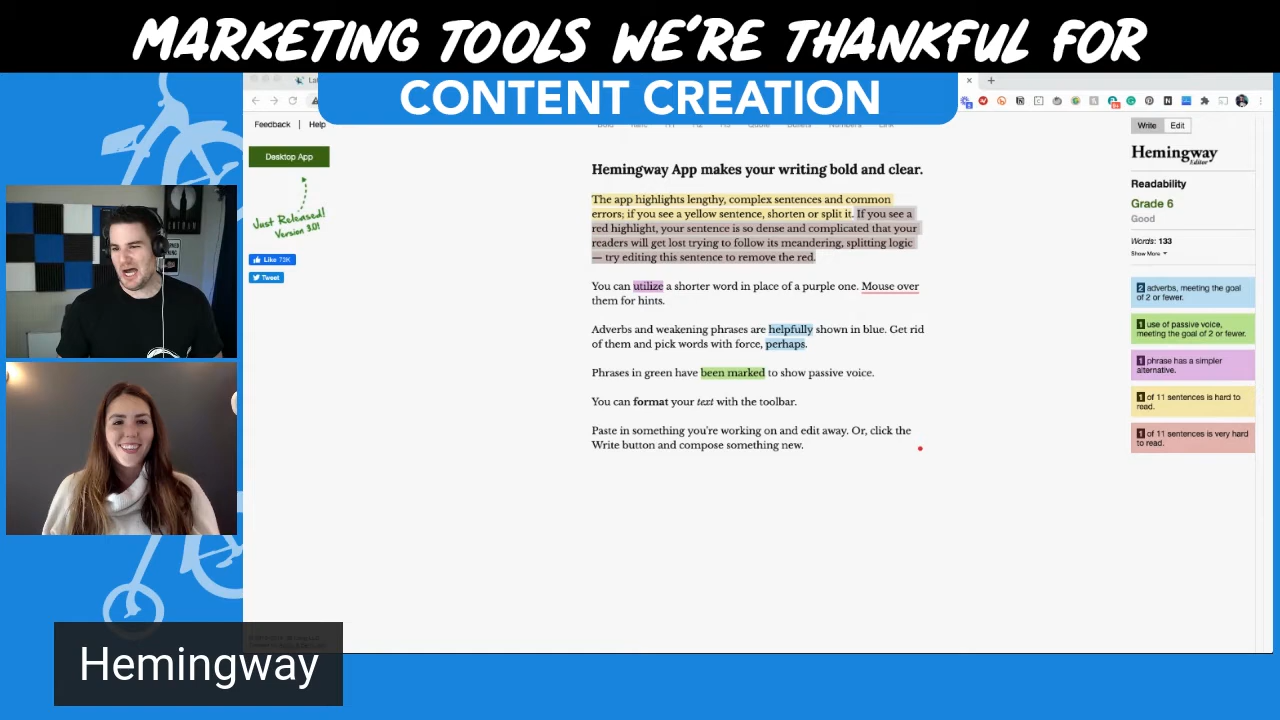 MARKETING TOOLS WE'RE THANKFUL FOR
CONTENT CREATION
Feedback | Help
Desktop App
Just Released!
Version 3.0!
Like 73K
Tweet
Hemingway App makes your writing bold and clear.
The app highlights lengthy, complex sentences and common
errors; if you see a yellow sentence, shorten or split it. If you see a
red highlight, your sentence is so dense and complicated that your
readers will get lost trying to follow its meandering, splitting logic
— try editing this sentence to remove the red.
You can utilize a shorter word in place of a purple one. Mouse over
them for hints.
Adverbs and weakening phrases are helpfully shown in blue. Get rid
of them and pick words with force, perhaps.
Phrases in green have been marked to show passive voice.
You can format your text with the toolbar.
Paste in something you're working on and edit away. Or, click the
Write button and compose something new.
Write Edit
Hemingway
Editor
Readability
Grade 6
Good
Words: 133
Show More
2 adverbs, meeting the goal
of 2 or fewer.
1 use of passive voice,
meeting the goal of 2 or fewer.
1 phrase has a simpler
alternative.
1 of 11 sentences is hard to
read.
1 of 11 sentences is very hard
to read.
Hemingway